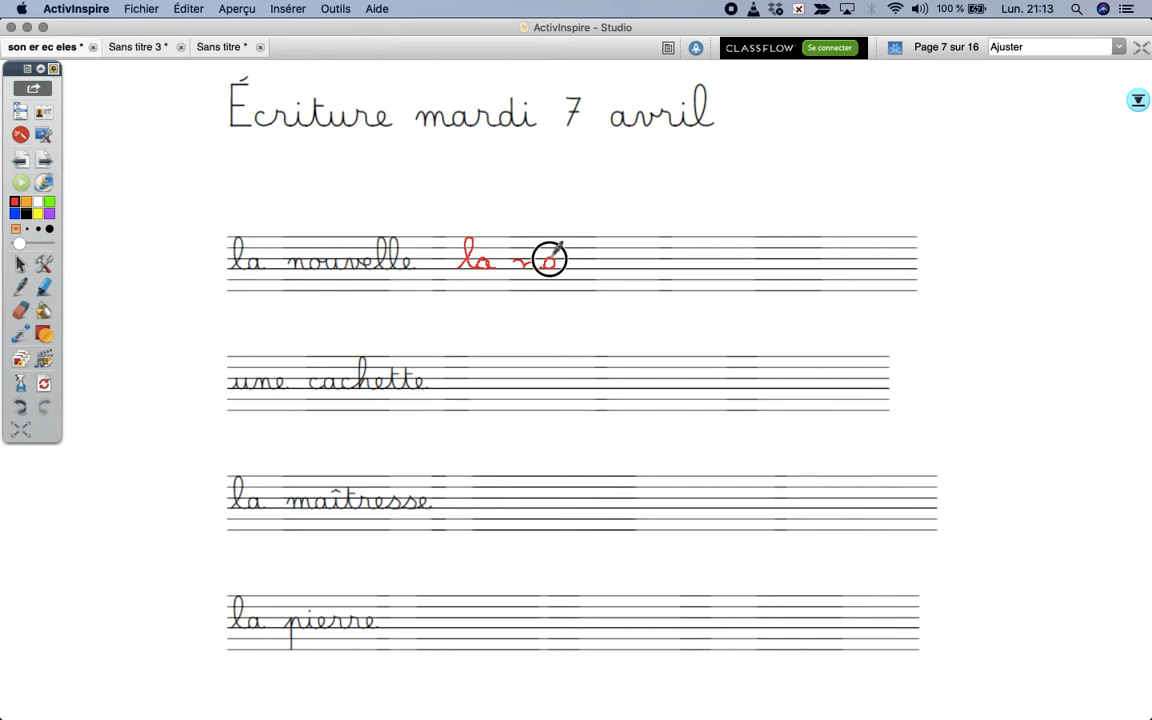 ActivInspire Fichier Éditer Aperçu Insérer Outils Aide 100 % Lun. 21:13
ActivInspire - Studio
son er ec eles * Sans titre 3 * Sans titre * CLASSFLOW Se connecter Page 7 sur 16 Ajuster
Écriture mardi 7 avril
la nouvelle la no
une cachette
la maîtresse
la pierre